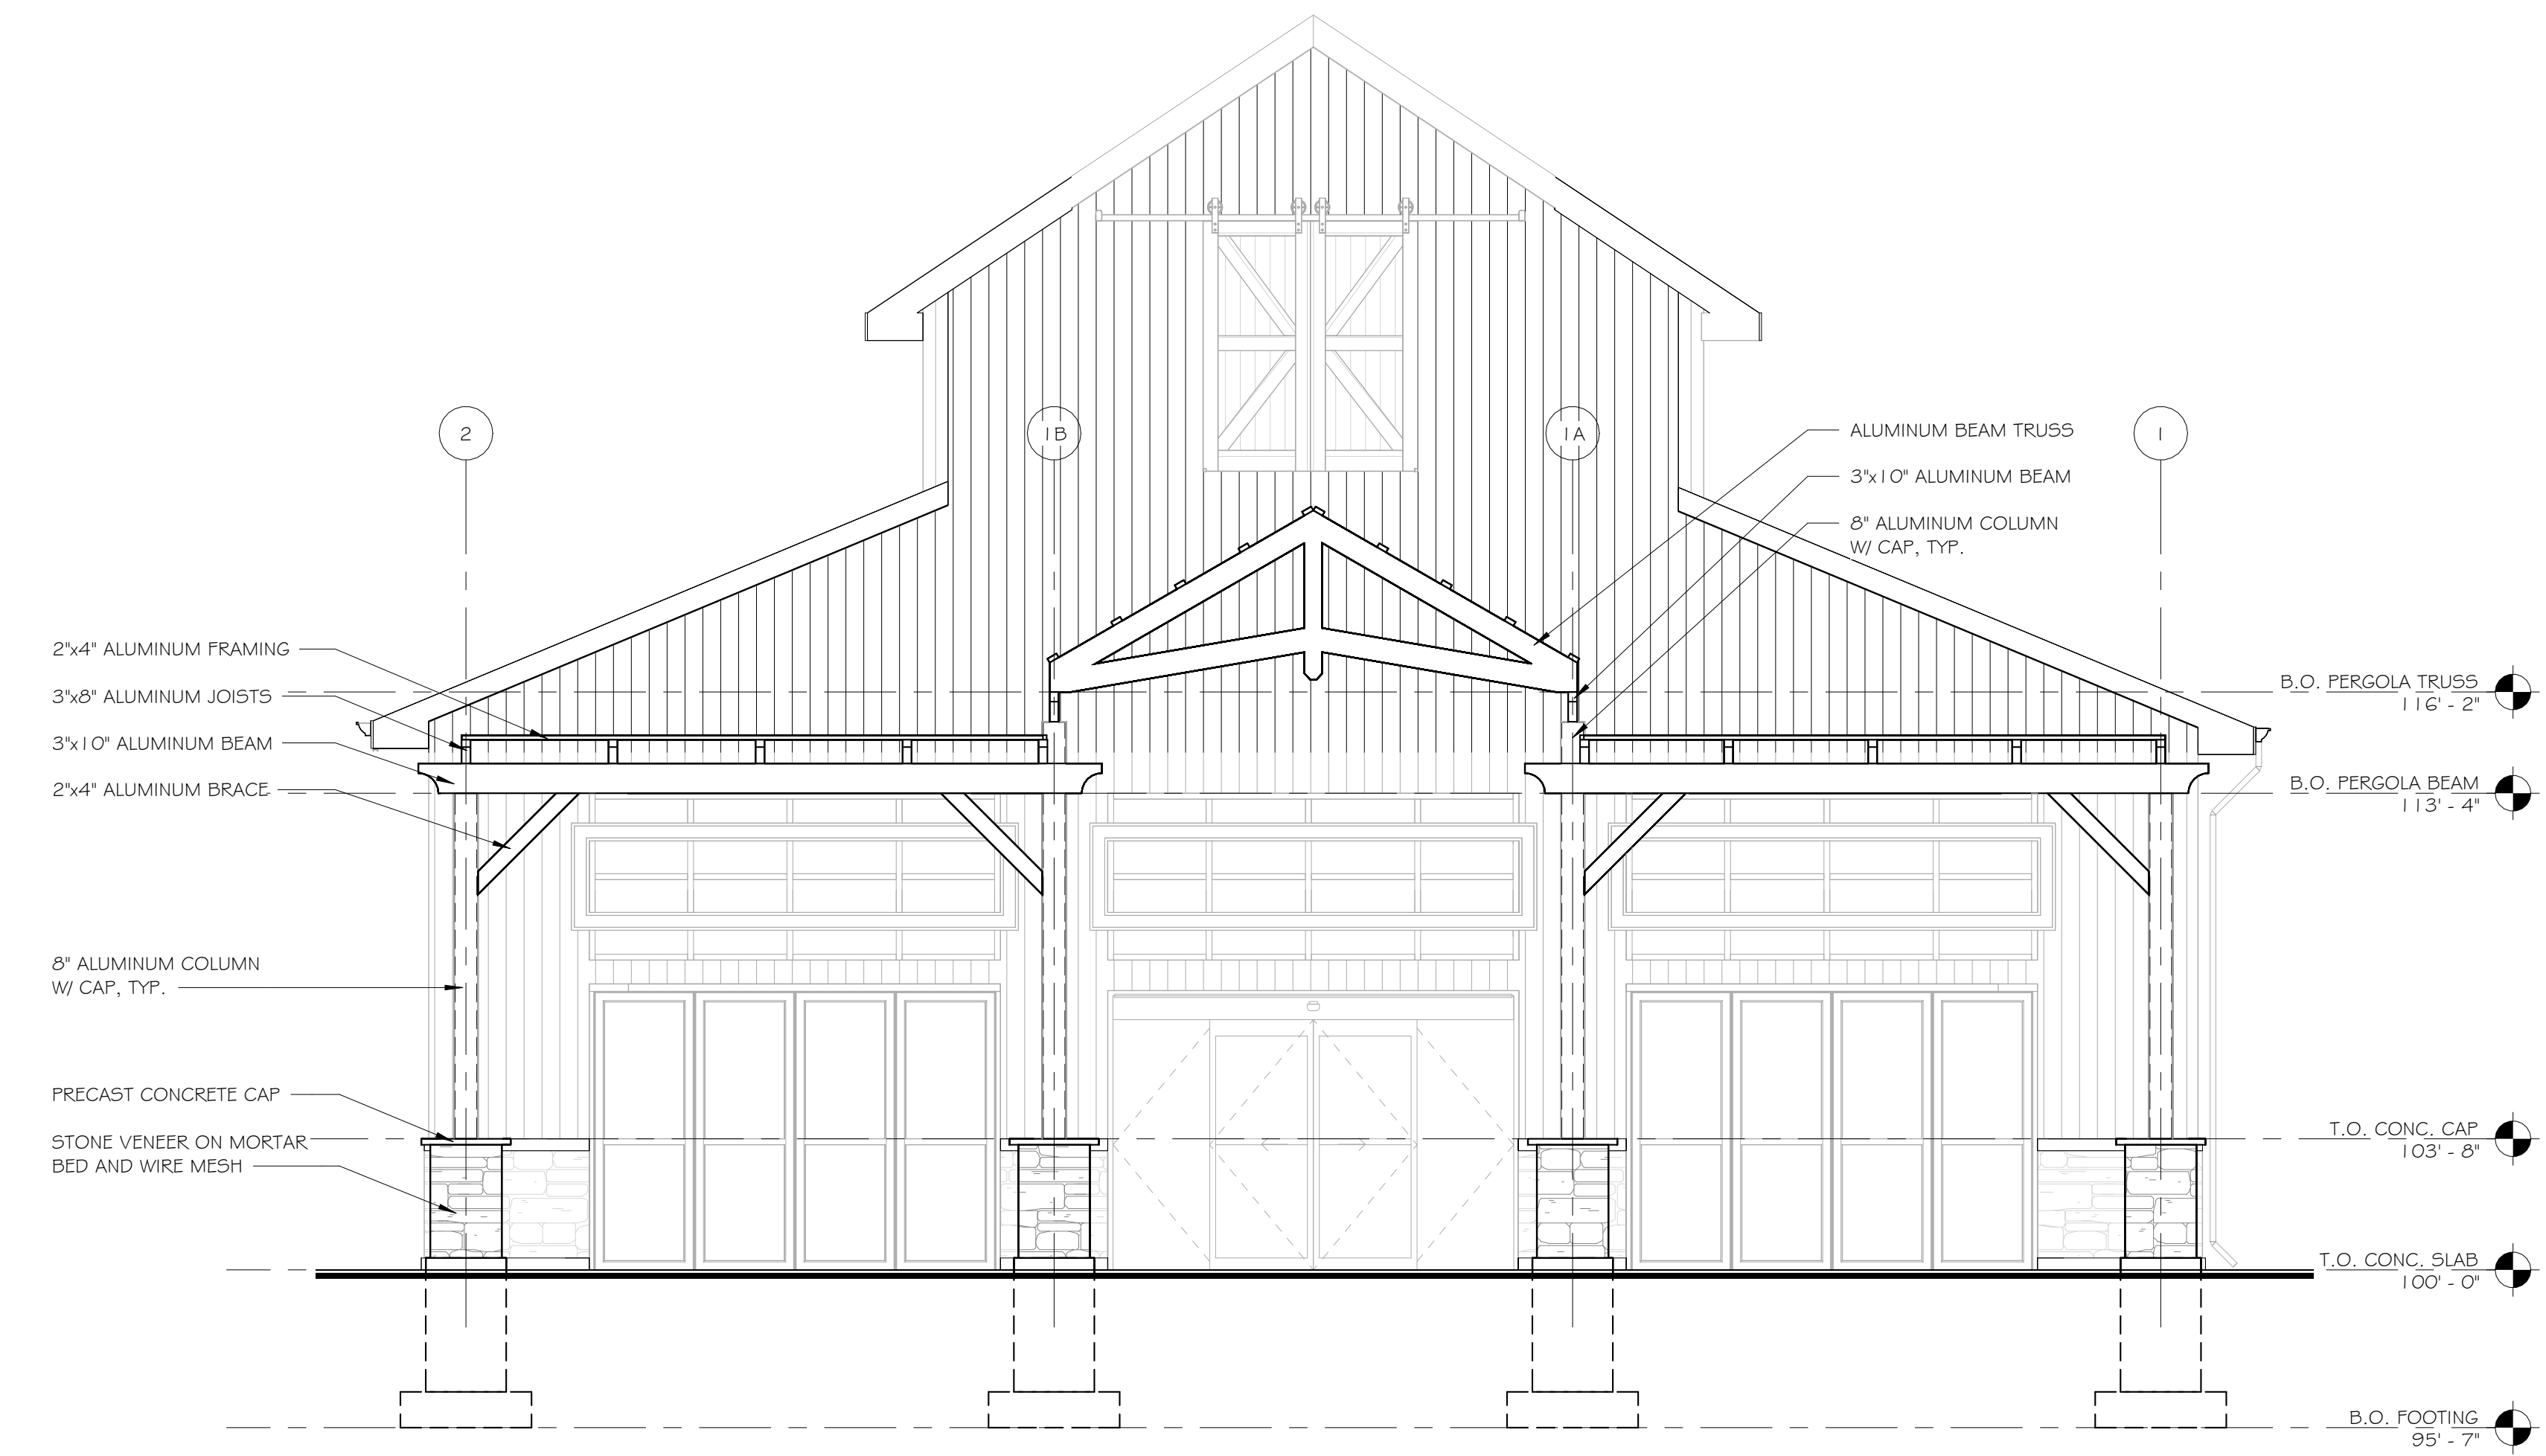 2
1B
1A
1
ALUMINUM BEAM TRUSS
3"x10" ALUMINUM BEAM
8" ALUMINUM COLUMN
W/ CAP, TYP.
2"x4" ALUMINUM FRAMING
3"x8" ALUMINUM JOISTS
3"x10" ALUMINUM BEAM
2"x4" ALUMINUM BRACE
8" ALUMINUM COLUMN
W/ CAP, TYP.
PRECAST CONCRETE CAP
STONE VENEER ON MORTAR
BED AND WIRE MESH
B.O. PERGOLA TRUSS
116' - 2"
B.O. PERGOLA BEAM
113' - 4"
T.O. CONC. CAP
103' - 8"
T.O. CONC. SLAB
100' - 0"
B.O. FOOTING
95' - 7"